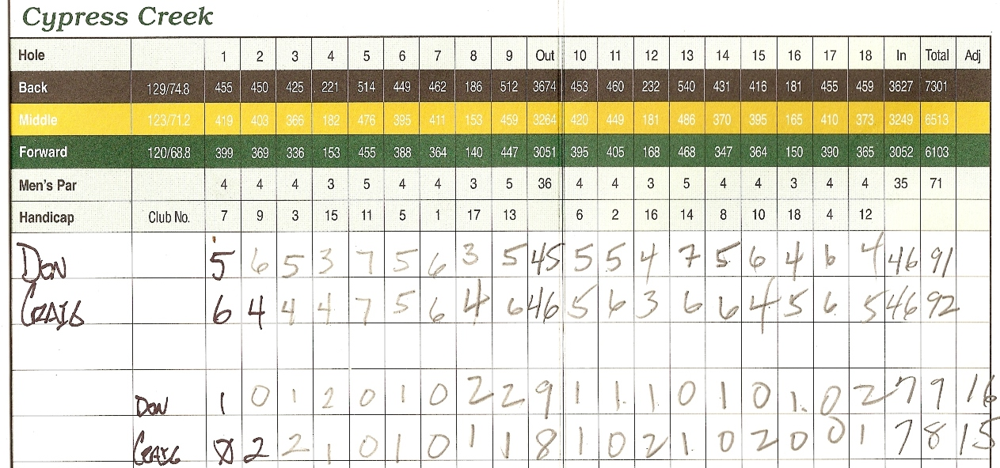 Cypress Creek
Hole 1 2 3 4 5 6 7 8 9 Out 10 11 12 13 14 15 16 17 18 In Total Adj
Back 129/74.8 455 450 425 221 514 449 462 186 512 3674 453 460 232 540 431 416 181 455 459 3627 7301
Middle 123/71.2 419 403 366 182 476 395 411 153 459 3264 420 449 181 486 370 395 165 410 373 3249 6513
Forward 120/68.8 399 369 336 153 455 388 364 140 447 3051 395 405 168 468 347 364 150 390 365 3052 6103
Men's Par 4 4 4 3 5 4 4 3 5 36 4 4 3 5 4 4 3 4 4 35 71
Handicap Club No. 7 9 3 15 11 5 1 17 13 6 2 16 14 8 10 18 4 12
Don 5 6 5 3 7 5 6 3 5 45 5 5 4 7 5 6 4 6 4 46 91
Craig 6 4 4 4 7 5 6 4 6 46 5 6 3 6 6 4 5 6 5 46 92
Don 1 0 1 2 0 1 0 2 2 9 1 1 1 0 1 0 1 0 2 7 9 16
Craig 0 2 2 1 0 1 0 1 1 8 1 0 2 1 0 2 0 0 1 7 8 15